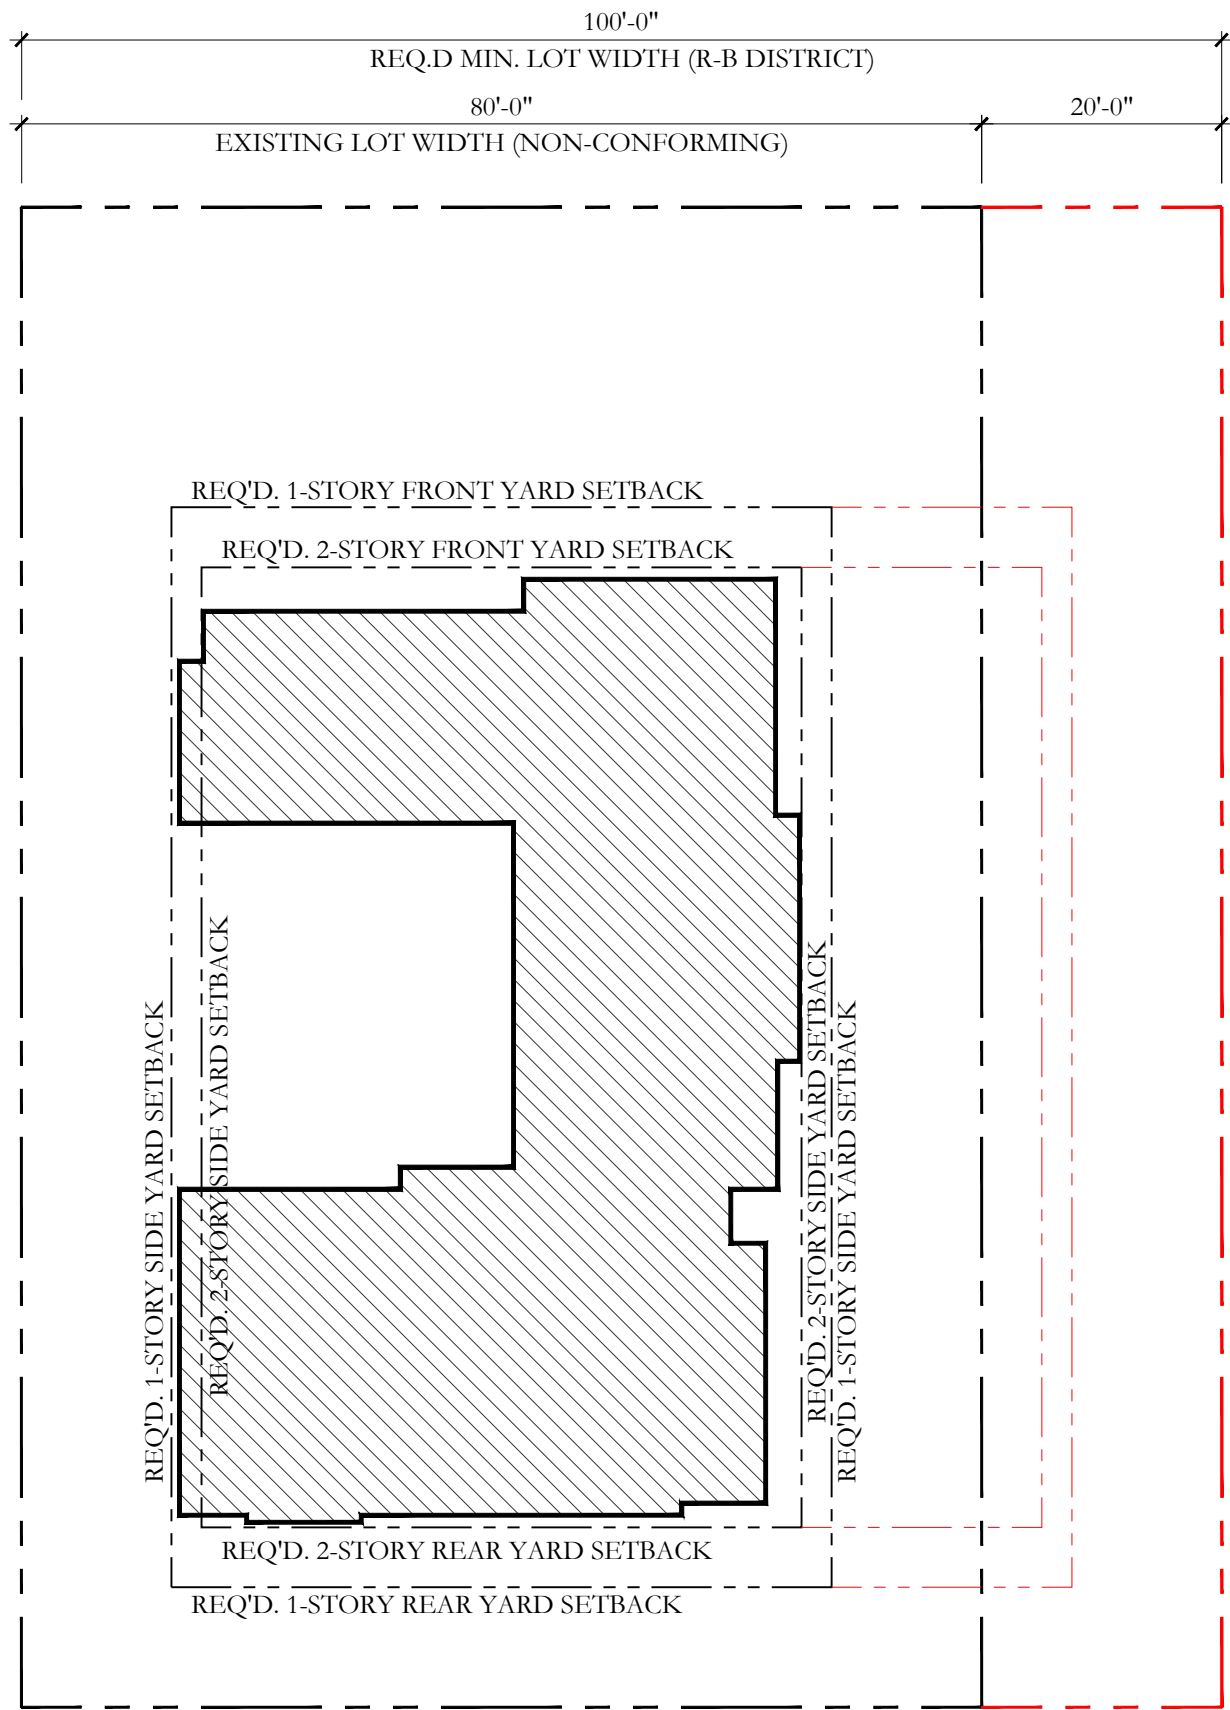 100'-0"
REQ.D MIN. LOT WIDTH (R-B DISTRICT)
80'-0"
20'-0"
EXISTING LOT WIDTH (NON-CONFORMING)
REQ'D. 1-STORY FRONT YARD SETBACK
REQ'D. 2-STORY FRONT YARD SETBACK
REQ'D. 1-STORY SIDE YARD SETBACK
REQ'D. 2-STORY SIDE YARD SETBACK
REQ'D. 2-STORY SIDE YARD SETBACK
REQ'D. 1-STORY SIDE YARD SETBACK
REQ'D. 2-STORY REAR YARD SETBACK
REQ'D. 1-STORY REAR YARD SETBACK